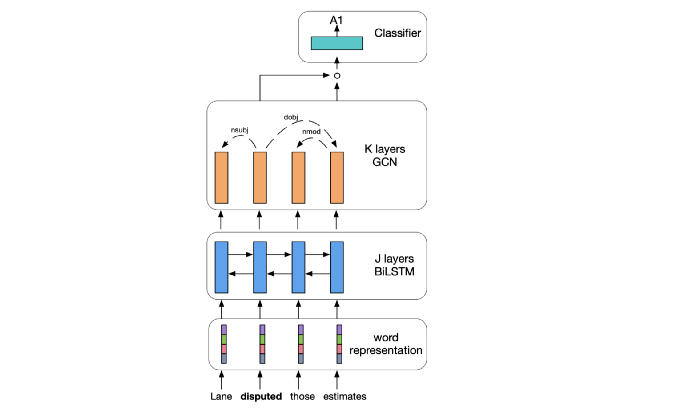 A1
Classifier
dobj
nsubj
nmod
K layers
GCN
J layers
BiLSTM
word
representation
Lane disputed those estimates